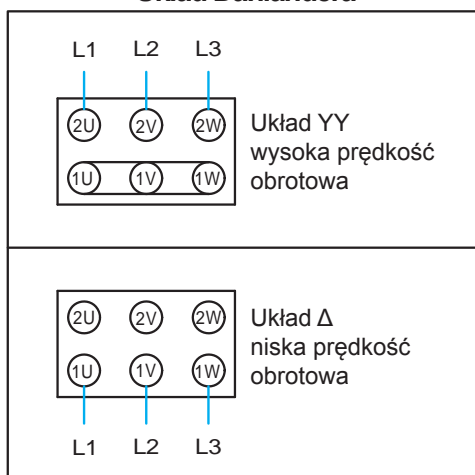 L1 L2 L3
2U 2V 2W
1U 1V 1W
Układ YY
wysoka prędkość
obrotowa
2U 2V 2W
1U 1V 1W
L1 L2 L3
Układ Δ
niska prędkość
obrotowa